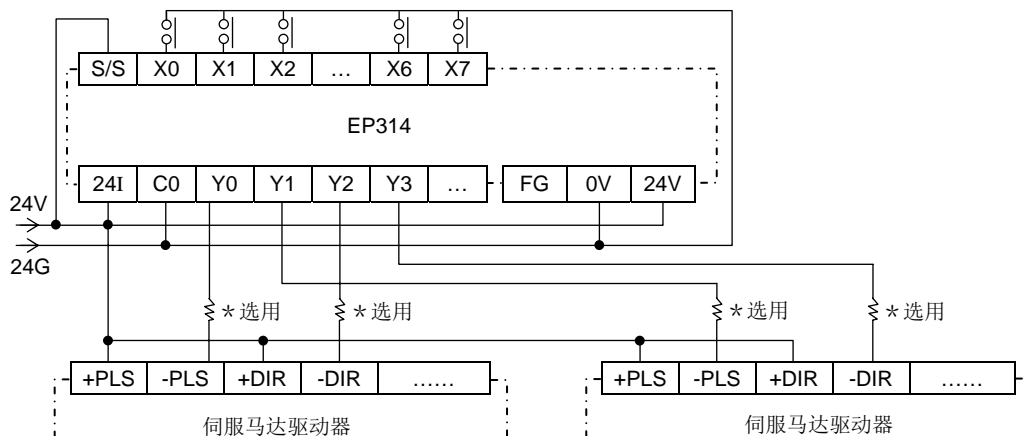 S/S X0 X1 X2 … X6 X7
EP314
24I C0 Y0 Y1 Y2 Y3 … FG 0V 24V
24V
24G
*选用 *选用 *选用 *选用
+PLS -PLS +DIR -DIR …… +PLS -PLS +DIR -DIR ……
伺服马达驱动器 伺服马达驱动器